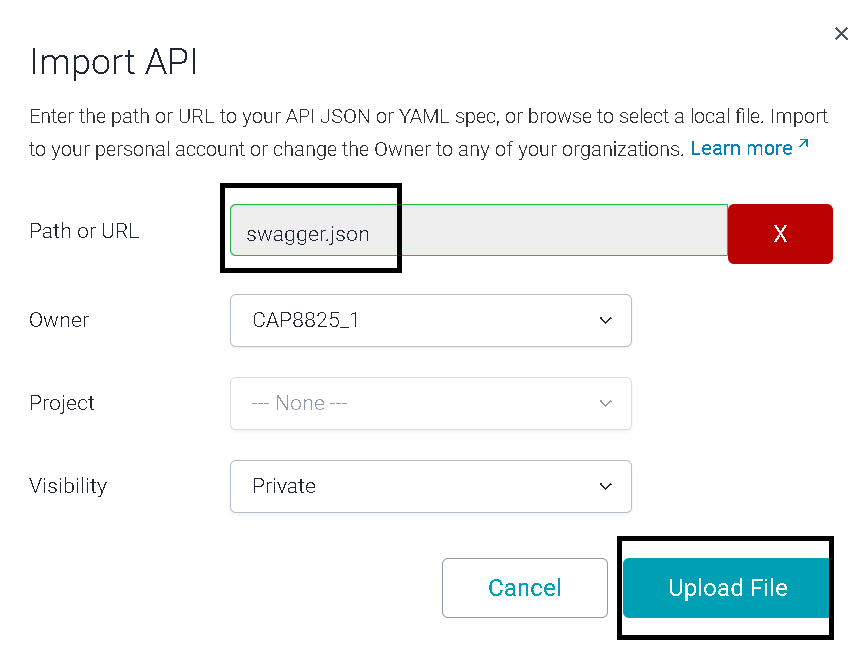 Import API
Enter the path or URL to your API JSON or YAML spec, or browse to select a local file. Import
to your personal account or change the Owner to any of your organizations. Learn more
Path or URL swagger.json X
Owner CAP8825_1
Project --- None ---
Visibility Private
Cancel Upload File